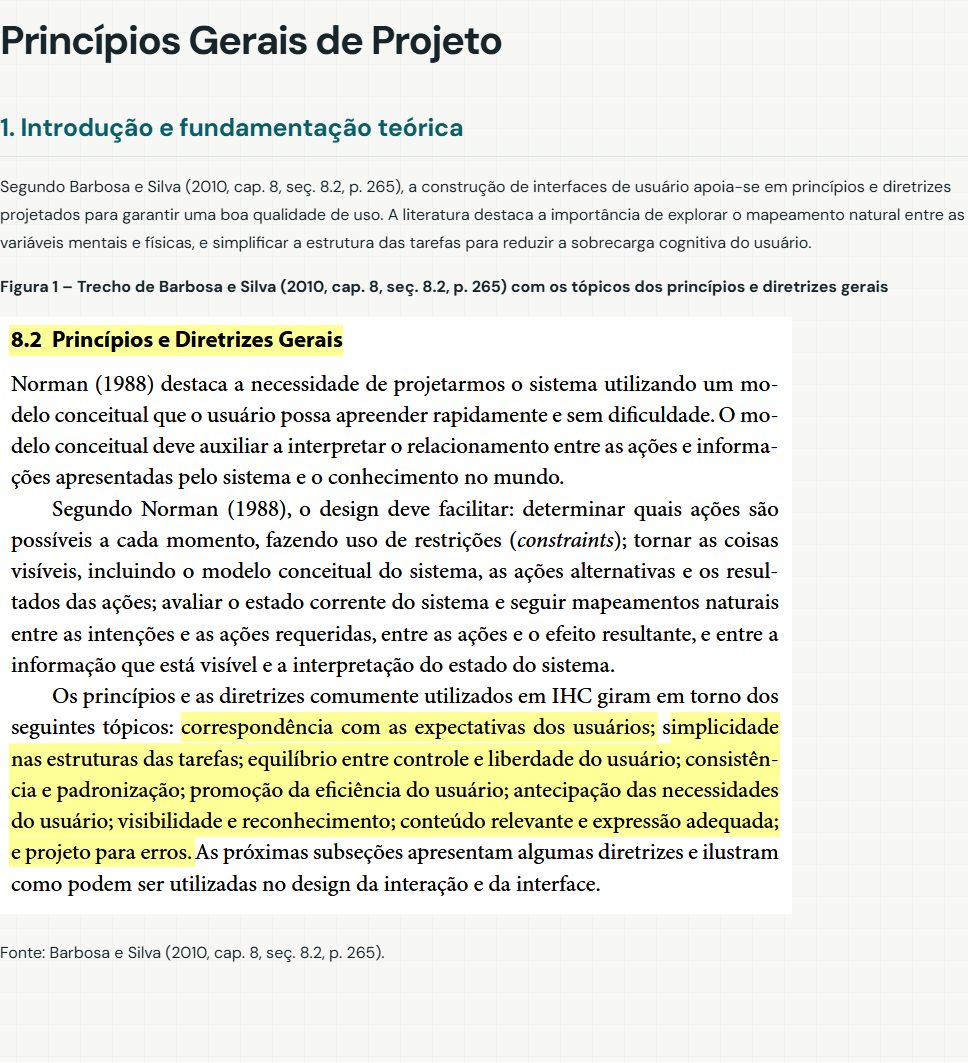 Princípios Gerais de Projeto
1. Introdução e fundamentação teórica
Segundo Barbosa e Silva (2010, cap. 8, seç. 8.2, p. 265), a construção de interfaces de usuário apoia-se em princípios e diretrizes
projetados para garantir uma boa qualidade de uso. A literatura destaca a importância de explorar o mapeamento natural entre as
variáveis mentais e físicas, e simplificar a estrutura das tarefas para reduzir a sobrecarga cognitiva do usuário.
Figura 1 – Trecho de Barbosa e Silva (2010, cap. 8, seç. 8.2, p. 265) com os tópicos dos princípios e diretrizes gerais
8.2 Princípios e Diretrizes Gerais
Norman (1988) destaca a necessidade de projetarmos o sistema utilizando um mo-
delo conceitual que o usuário possa apreender rapidamente e sem dificuldade. O mo-
delo conceitual deve auxiliar a interpretar o relacionamento entre as ações e informa-
ções apresentadas pelo sistema e o conhecimento no mundo.
Segundo Norman (1988), o design deve facilitar: determinar quais ações são
possíveis a cada momento, fazendo uso de restrições (constraints); tornar as coisas
visíveis, incluindo o modelo conceitual do sistema, as ações alternativas e os resul-
tados das ações; avaliar o estado corrente do sistema e seguir mapeamentos naturais
entre as intenções e as ações requeridas, entre as ações e o efeito resultante, e entre a
informação que está visível e a interpretação do estado do sistema.
Os princípios e as diretrizes comumente utilizados em IHC giram em torno dos
seguintes tópicos: correspondência com as expectativas dos usuários; simplicidade
nas estruturas das tarefas; equilíbrio entre controle e liberdade do usuário; consistên-
cia e padronização; promoção da eficiência do usuário; antecipação das necessidades
do usuário; visibilidade e reconhecimento; conteúdo relevante e expressão adequada;
e projeto para erros. As próximas subseções apresentam algumas diretrizes e ilustram
como podem ser utilizadas no design da interação e da interface.
Fonte: Barbosa e Silva (2010, cap. 8, seç. 8.2, p. 265).